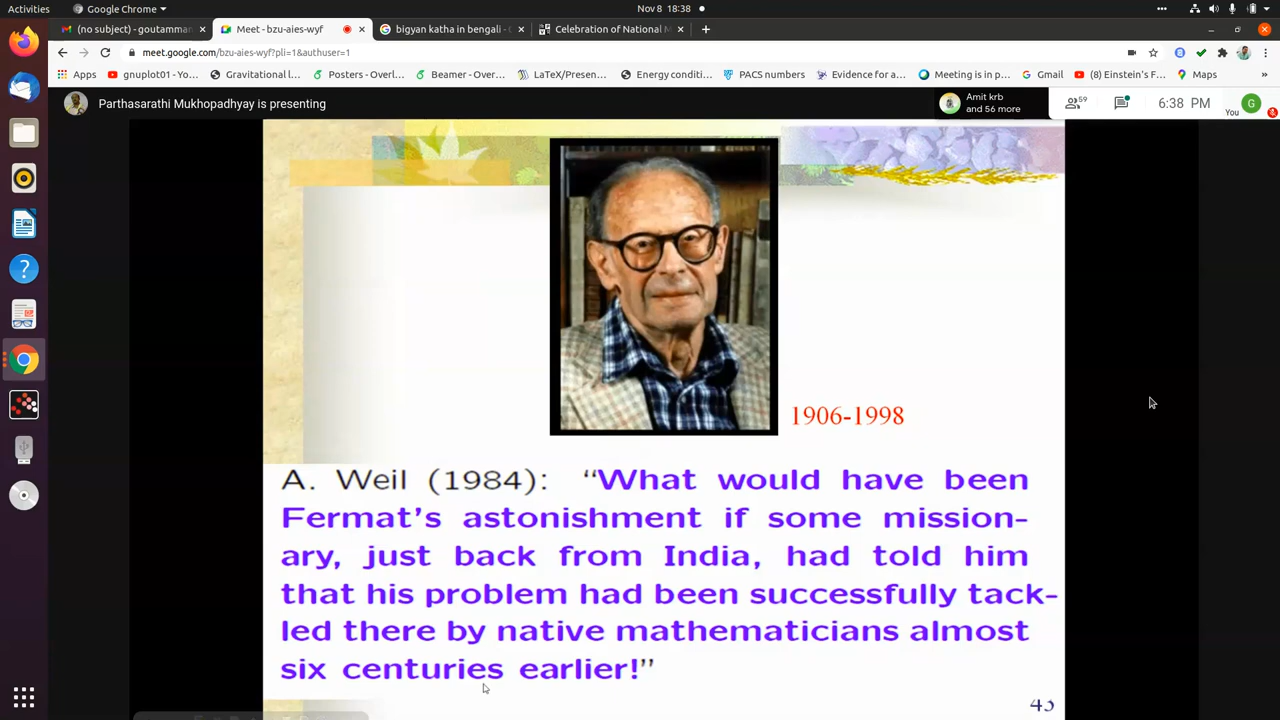 Activities
Google Chrome
Nov 8 18:38
(no subject) - goutamman
Meet - bzu-aies-wyf
bigyan katha in bengali -
Celebration of National M
meet.google.com/bzu-aies-wyf?pli=1&authuser=1
Apps
gnuplot01 - Yo...
Gravitational l...
Posters - Overl...
Beamer - Over...
LaTeX/Presen...
Energy conditi...
PACS numbers
Evidence for a...
Meeting is in p...
Gmail
(8) Einstein's F...
Maps
»
Parthasarathi Mukhopadhyay is presenting
Amit krb
and 56 more
59
6:38 PM
You
G
1906-1998
A. Weil (1984): “What would have been
Fermat’s astonishment if some mission-
ary, just back from India, had told him
that his problem had been successfully tack-
led there by native mathematicians almost
six centuries earlier!”